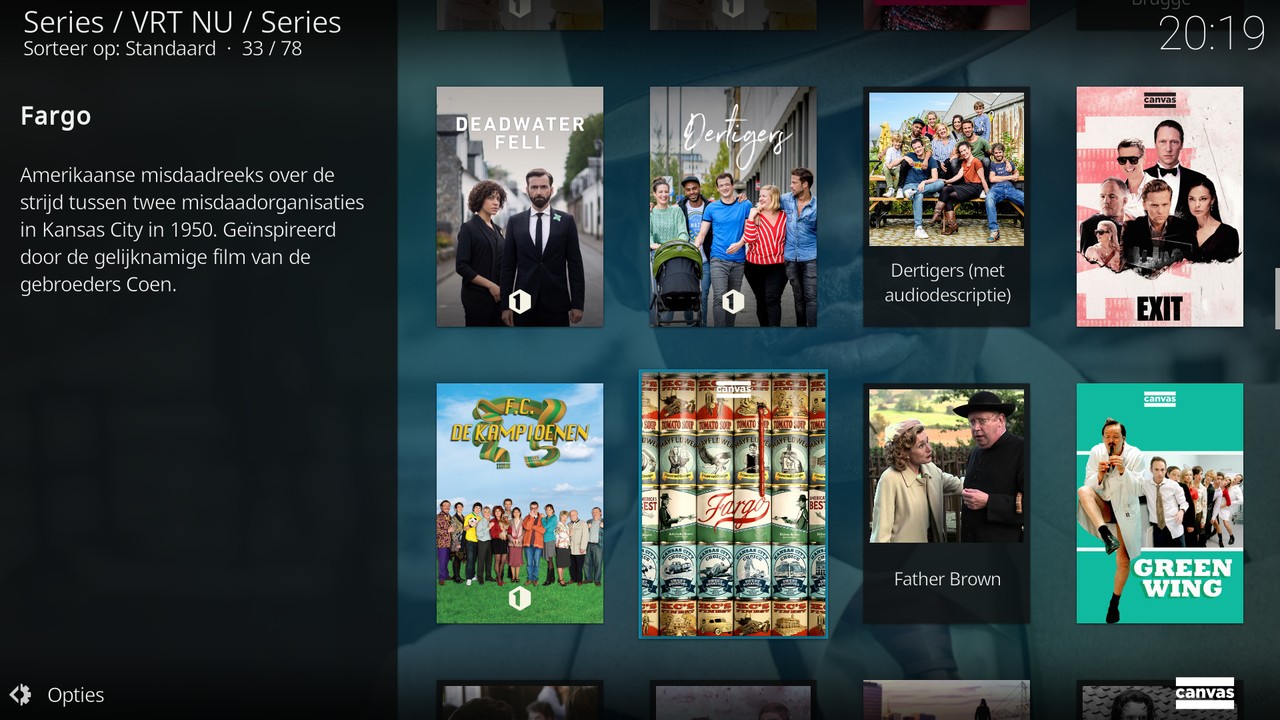 Series / VRT NU / Series
Sorteer op: Standaard · 33 / 78
20:19
Brugge
Fargo
Amerikaanse misdaadreeks over de
strijd tussen twee misdaadorganisaties
in Kansas City in 1950. Geïnspireerd
door de gelijknamige film van de
gebroeders Coen.
DEADWATER
FELL
1
Dertigers
1
Dertigers (met
audiodescriptie)
canvas
EXIT
F.C.
DE KAMPIOENEN
1
canvas
TOMATO SOUP
Fargo
BEST
Father Brown
canvas
GREEN
WING
Opties
canvas